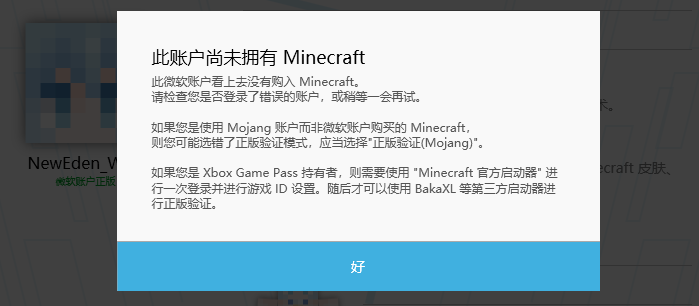 此账户尚未拥有 Minecraft
此微软账户看上去没有购入 Minecraft。
请检查您是否登录了错误的账户，或稍等一会再试。
如果您是使用 Mojang 账户而非微软账户购买的 Minecraft，
则您可能选错了正版验证模式，应当选择"正版验证(Mojang)"。
如果您是 Xbox Game Pass 持有者，则需要使用 "Minecraft 官方启动器" 进
行一次登录并进行游戏 ID 设置。随后才可以使用 BakaXL 等第三方启动器进
行正版验证。
好
NewEden_W
微软账户正版
术。
craft 皮肤、